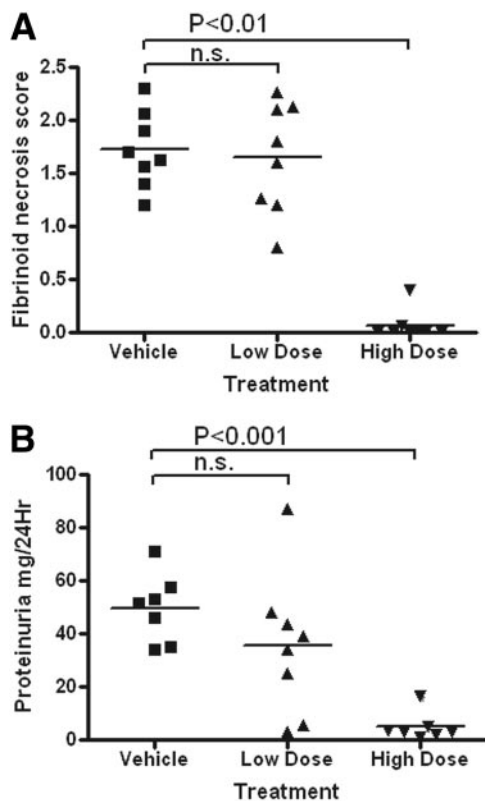 A
P<0.01
n.s.
2.5
2.0
1.5
1.0
0.5
0.0
Fibrinoid necrosis score
Vehicle Low Dose High Dose
Treatment
B
P<0.001
n.s.
100
80
60
40
20
0
Proteinuria mg/24Hr
Vehicle Low Dose High Dose
Treatment